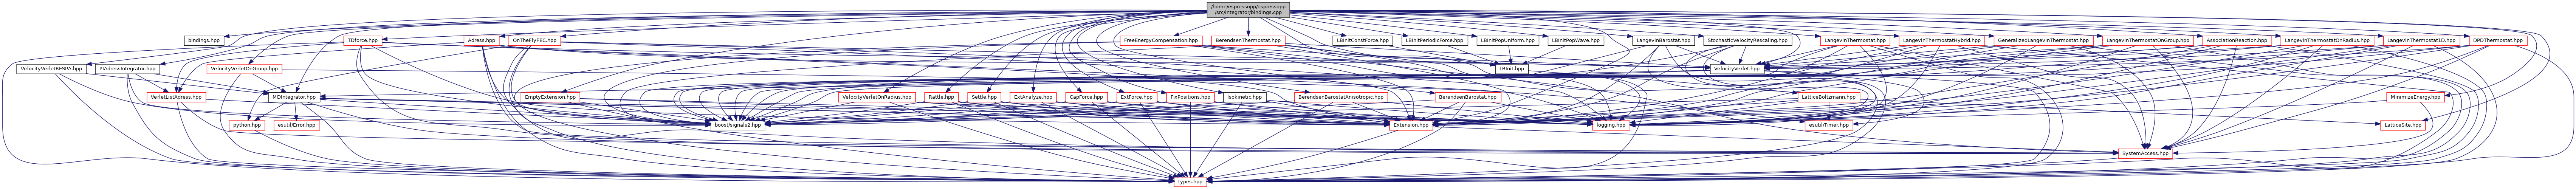 /home/espressopp/espressopp
/src/integrator/bindings.cpp
bindings.hpp
TDforce.hpp
Adress.hpp
OnTheFlyFEC.hpp
FreeEnergyCompensation.hpp
BerendsenThermostat.hpp
LBInitConstForce.hpp
LBInitPeriodicForce.hpp
LBInitPopUniform.hpp
LBInitPopWave.hpp
LangevinBarostat.hpp
StochasticVelocityRescaling.hpp
LangevinThermostat.hpp
LangevinThermostatHybrid.hpp
GeneralizedLangevinThermostat.hpp
LangevinThermostatOnGroup.hpp
AssociationReaction.hpp
LangevinThermostatOnRadius.hpp
LangevinThermostat1D.hpp
DPDThermostat.hpp
VelocityVerletRESPA.hpp
PIAdressIntegrator.hpp
VelocityVerletOnGroup.hpp
LBInit.hpp
VelocityVerlet.hpp
VerletListAdress.hpp
MDIntegrator.hpp
EmptyExtension.hpp
VelocityVerletOnRadius.hpp
Rattle.hpp
Settle.hpp
ExtAnalyze.hpp
CapForce.hpp
ExtForce.hpp
FixPositions.hpp
Isokinetic.hpp
BerendsenBarostatAnisotropic.hpp
BerendsenBarostat.hpp
LatticeBoltzmann.hpp
MinimizeEnergy.hpp
python.hpp
esutil/Error.hpp
boost/signals2.hpp
Extension.hpp
logging.hpp
esutil/Timer.hpp
LatticeSite.hpp
SystemAccess.hpp
types.hpp